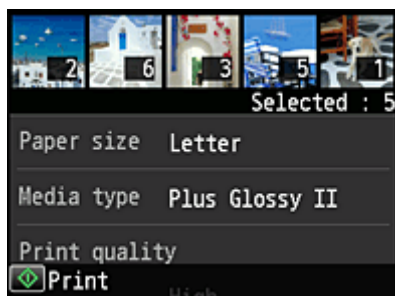 2 6 3 5 1
Selected : 5
Paper size Letter
Media type Plus Glossy II
Print quality
Print